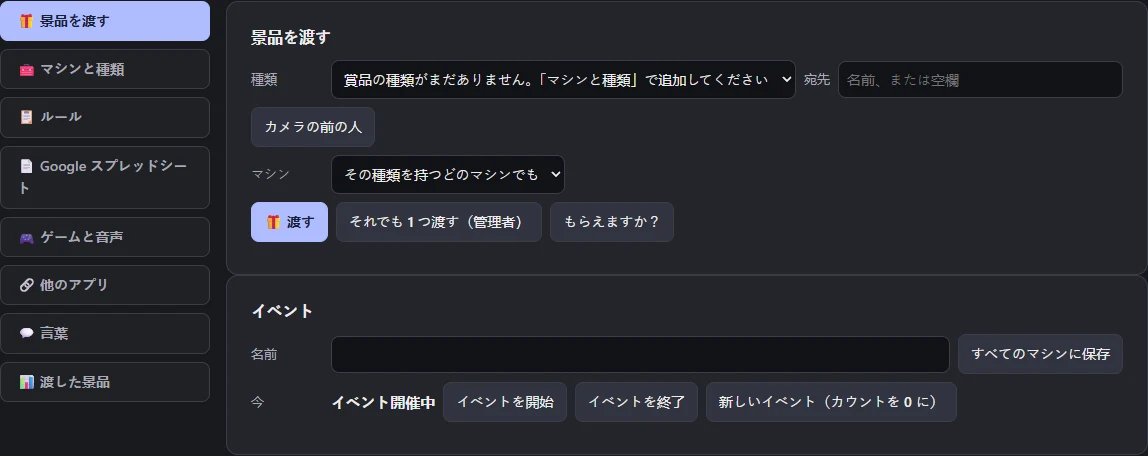 景品を渡す
マシンと種類
ルール
Google スプレッドシー
ト
ゲームと音声
他のアプリ
言葉
渡した景品
景品を渡す
種類 賞品の種類がまだありません。「マシンと種類」で追加してください 宛先 名前、または空欄
カメラの前の人
マシン その種類を持つどのマシンでも
渡す それでも 1 つ渡す（管理者） もらえますか？
イベント
名前 すべてのマシンに保存
今 イベント開催中 イベントを開始 イベントを終了 新しいイベント（カウントを 0 に）